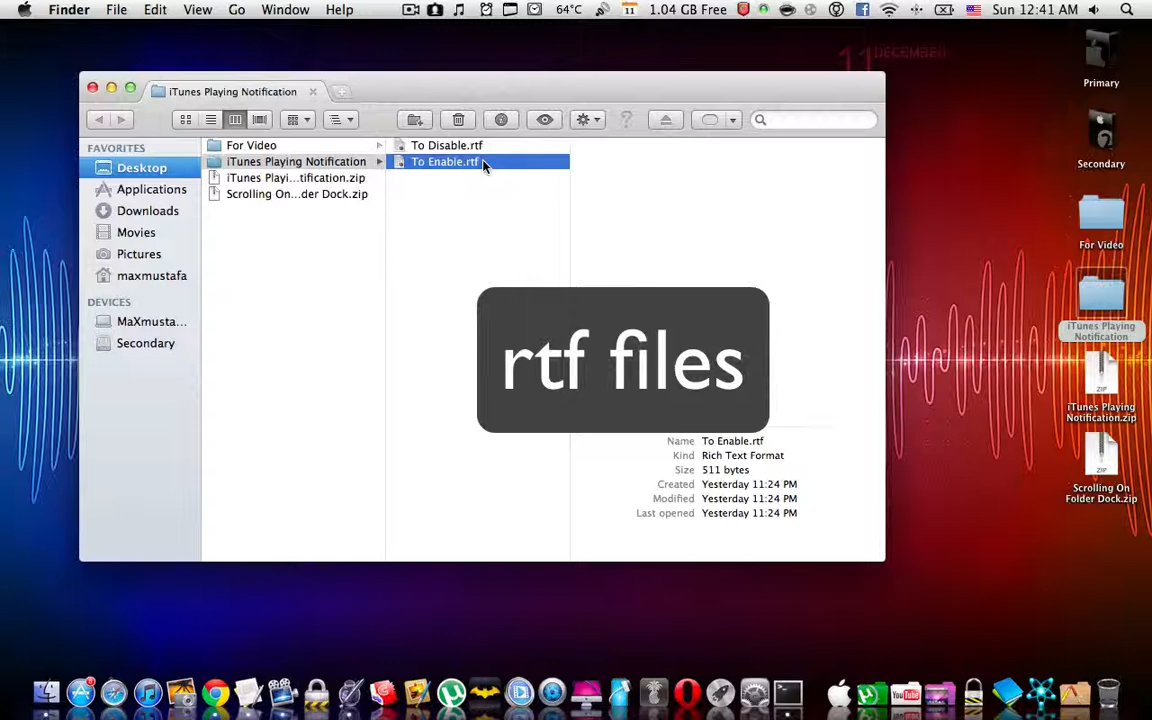 Finder File Edit View Go Window Help 64°C 11 1.04 GB Free Sun 12:41 AM
11 DECEMBER
iTunes Playing Notification
FAVORITES
Desktop
Applications
Downloads
Movies
Pictures
maxmustafa
DEVICES
MaXmusta...
Secondary
For Video
iTunes Playing Notification
iTunes Playi...tification.zip
Scrolling On...der Dock.zip
To Disable.rtf
To Enable.rtf
rtf files
Name To Enable.rtf
Kind Rich Text Format
Size 511 bytes
Created Yesterday 11:24 PM
Modified Yesterday 11:24 PM
Last opened Yesterday 11:24 PM
Primary
Secondary
For Video
iTunes Playing
Notification
ZIP
iTunes Playing
Notification.zip
ZIP
Scrolling On
Folder Dock.zip